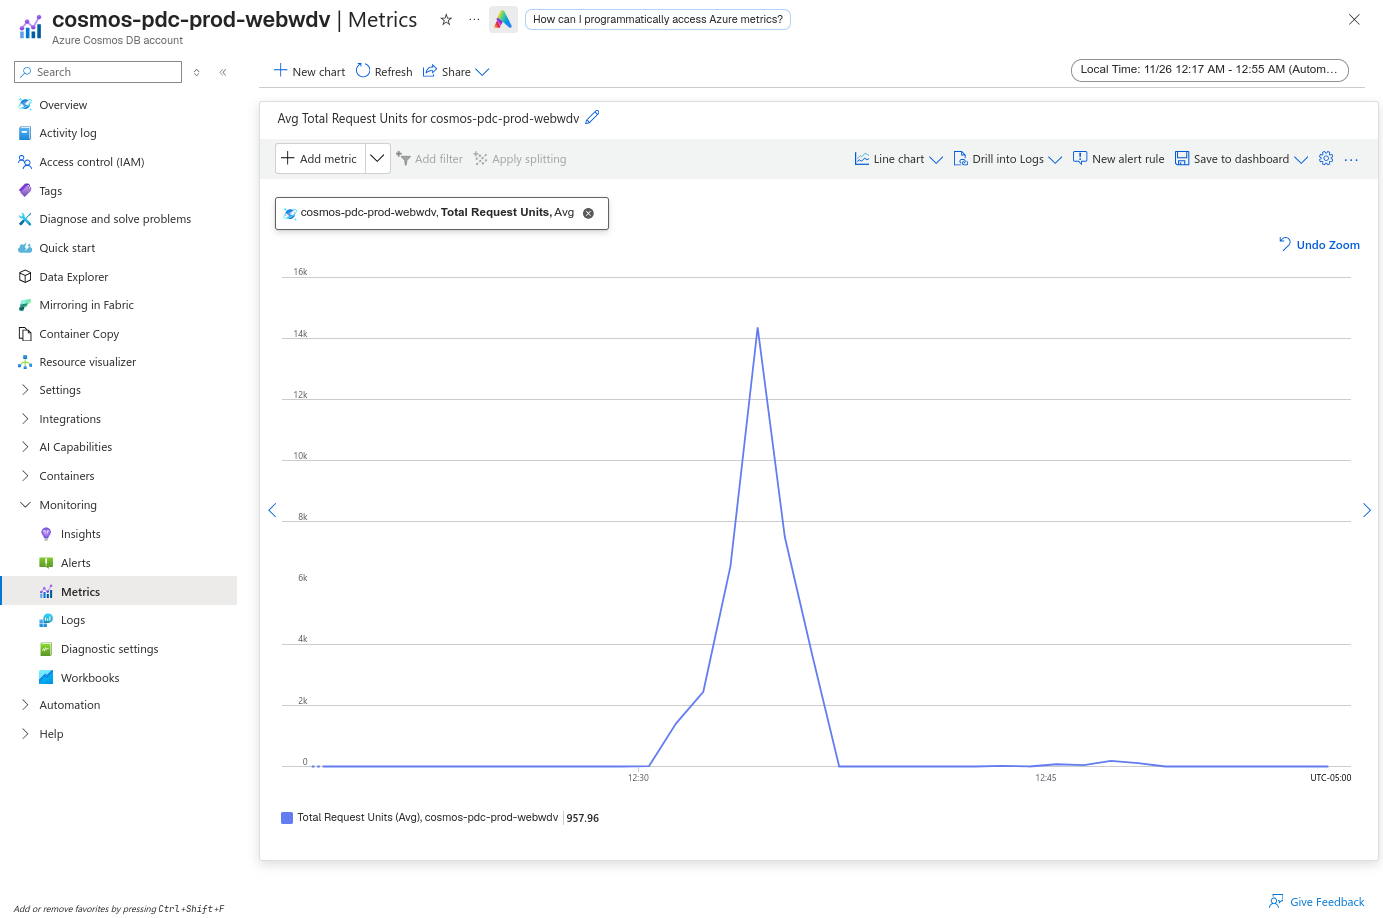 cosmos-pdc-prod-webwdv | Metrics
How can I programmatically access Azure metrics?
Azure Cosmos DB account
Search
New chart
Refresh
Share
Local Time: 11/26 12:17 AM - 12:55 AM (Autom...
Overview
Activity log
Access control (IAM)
Tags
Diagnose and solve problems
Quick start
Data Explorer
Mirroring in Fabric
Container Copy
Resource visualizer
Settings
Integrations
AI Capabilities
Containers
Monitoring
Insights
Alerts
Metrics
Logs
Diagnostic settings
Workbooks
Automation
Help
Add or remove favorites by pressing Ctrl+Shift+F
Avg Total Request Units for cosmos-pdc-prod-webwdv
Add metric
Add filter
Apply splitting
Line chart
Drill into Logs
New alert rule
Save to dashboard
cosmos-pdc-prod-webwdv, Total Request Units, Avg
Undo Zoom
16k
14k
12k
10k
8k
6k
4k
2k
0
12:30
12:45
UTC-05:00
Total Request Units (Avg), cosmos-pdc-prod-webwdv | 957.96
Give Feedback